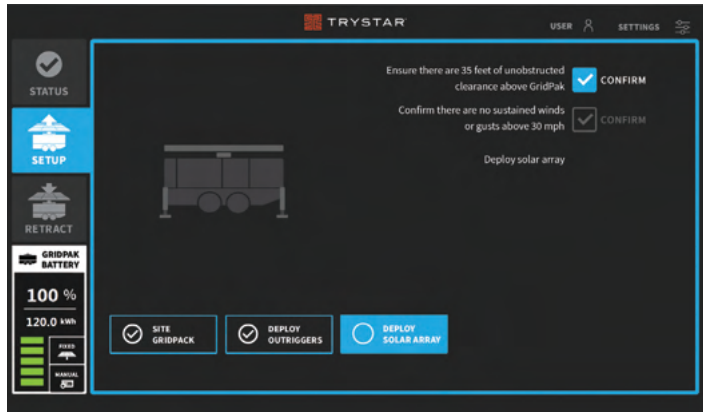 TRYSTAR
USER
SETTINGS
STATUS
SETUP
RETRACT
GRIDPAK
BATTERY
100 %
120.0 kWh
FIXED
MANUAL
Ensure there are 35 feet of unobstructed
clearance above GridPak
CONFIRM
Confirm there are no sustained winds
or gusts above 30 mph
CONFIRM
Deploy solar array
SITE
GRIDPACK
DEPLOY
OUTRIGGERS
DEPLOY
SOLAR ARRAY